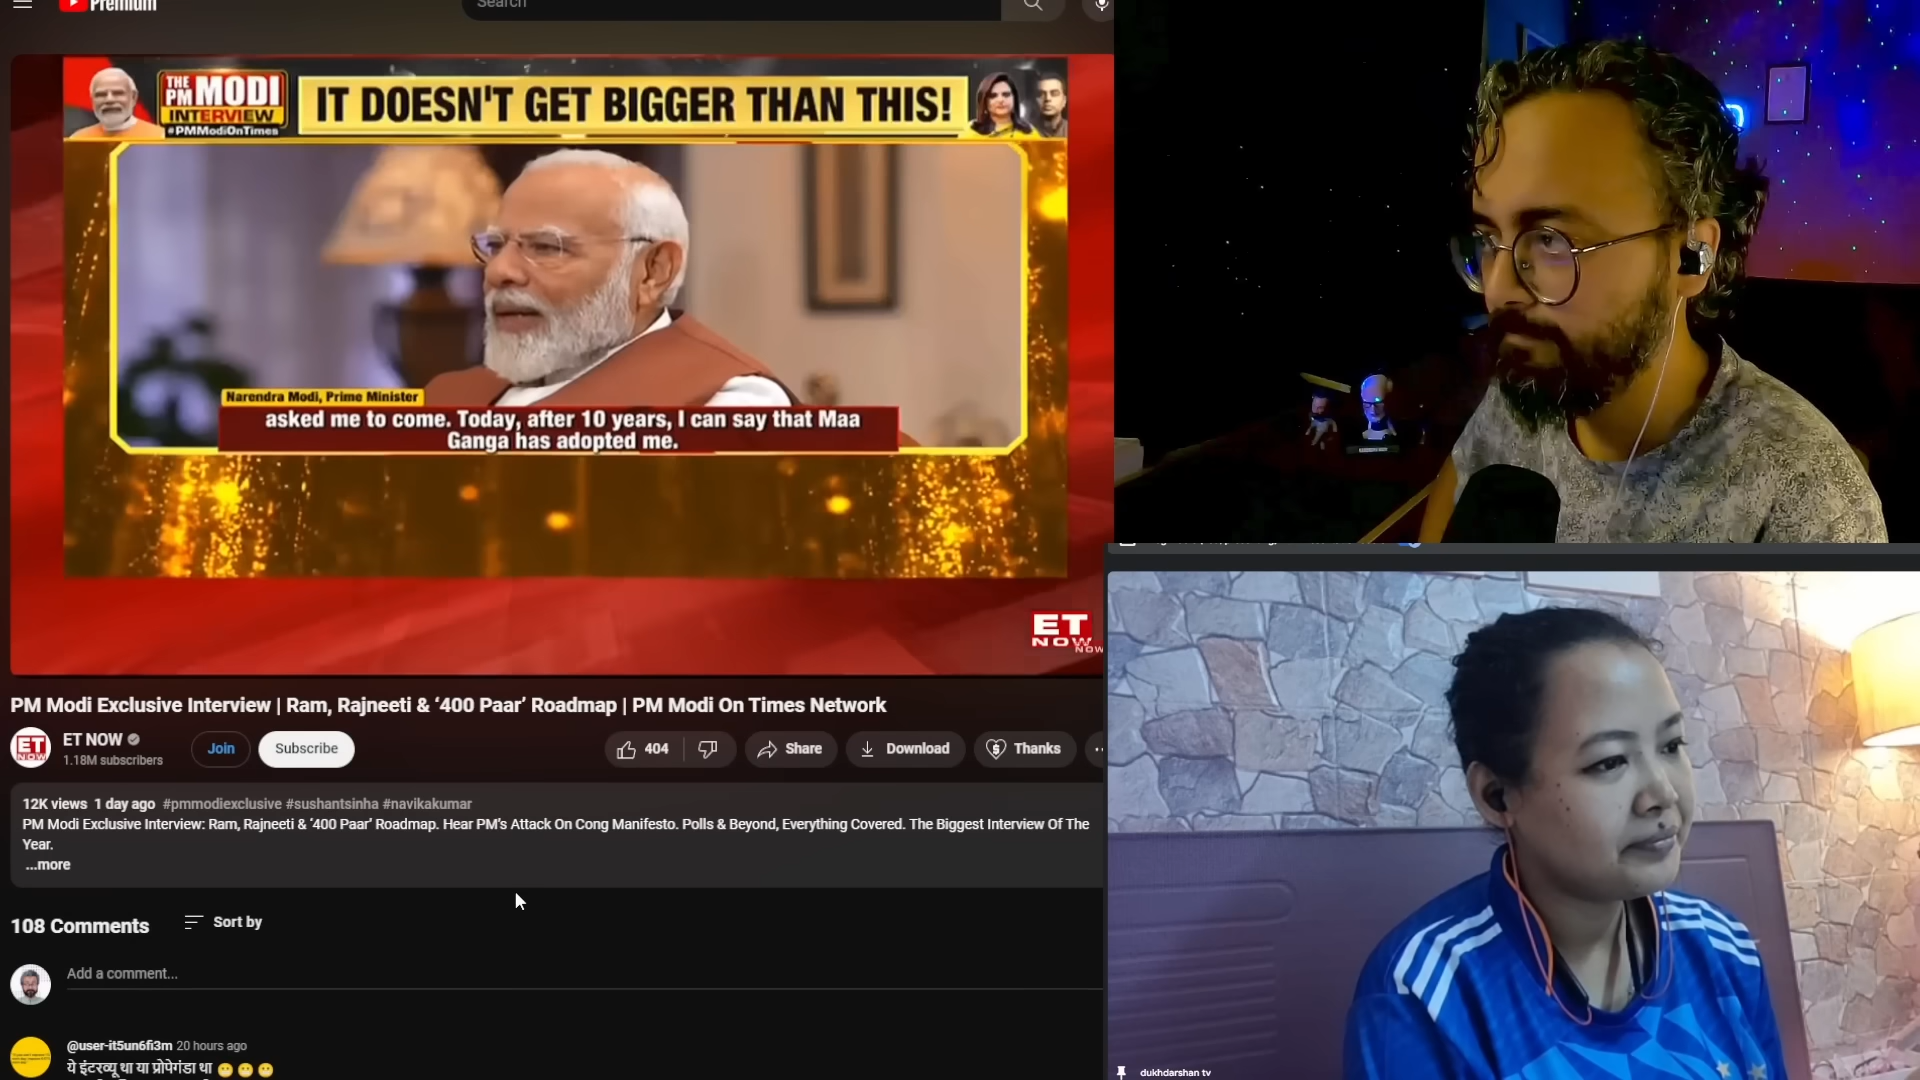 Premium
Search
THE
PM MODI
INTERVIEW
#PMModiOnTimes
IT DOESN'T GET BIGGER THAN THIS!
Narendra Modi, Prime Minister
asked me to come. Today, after 10 years, I can say that Maa
Ganga has adopted me.
ET
NOW
NOW
PM Modi Exclusive Interview | Ram, Rajneeti & ‘400 Paar’ Roadmap | PM Modi On Times Network
ET
NOW
ET NOW
1.18M subscribers
Join
Subscribe
404
Share
Download
Thanks
12K views 1 day ago #pmmodiexclusive #sushantsinha #navikakumar
PM Modi Exclusive Interview: Ram, Rajneeti & ‘400 Paar’ Roadmap. Hear PM's Attack On Cong Manifesto. Polls & Beyond, Everything Covered. The Biggest Interview Of The
Year.
...more
108 Comments
Sort by
Add a comment...
@user-it5un6fi3m 20 hours ago
ये इंटरव्यू था या प्रोपेगंडा था 😁 😁 😁
dukhdarshan tv